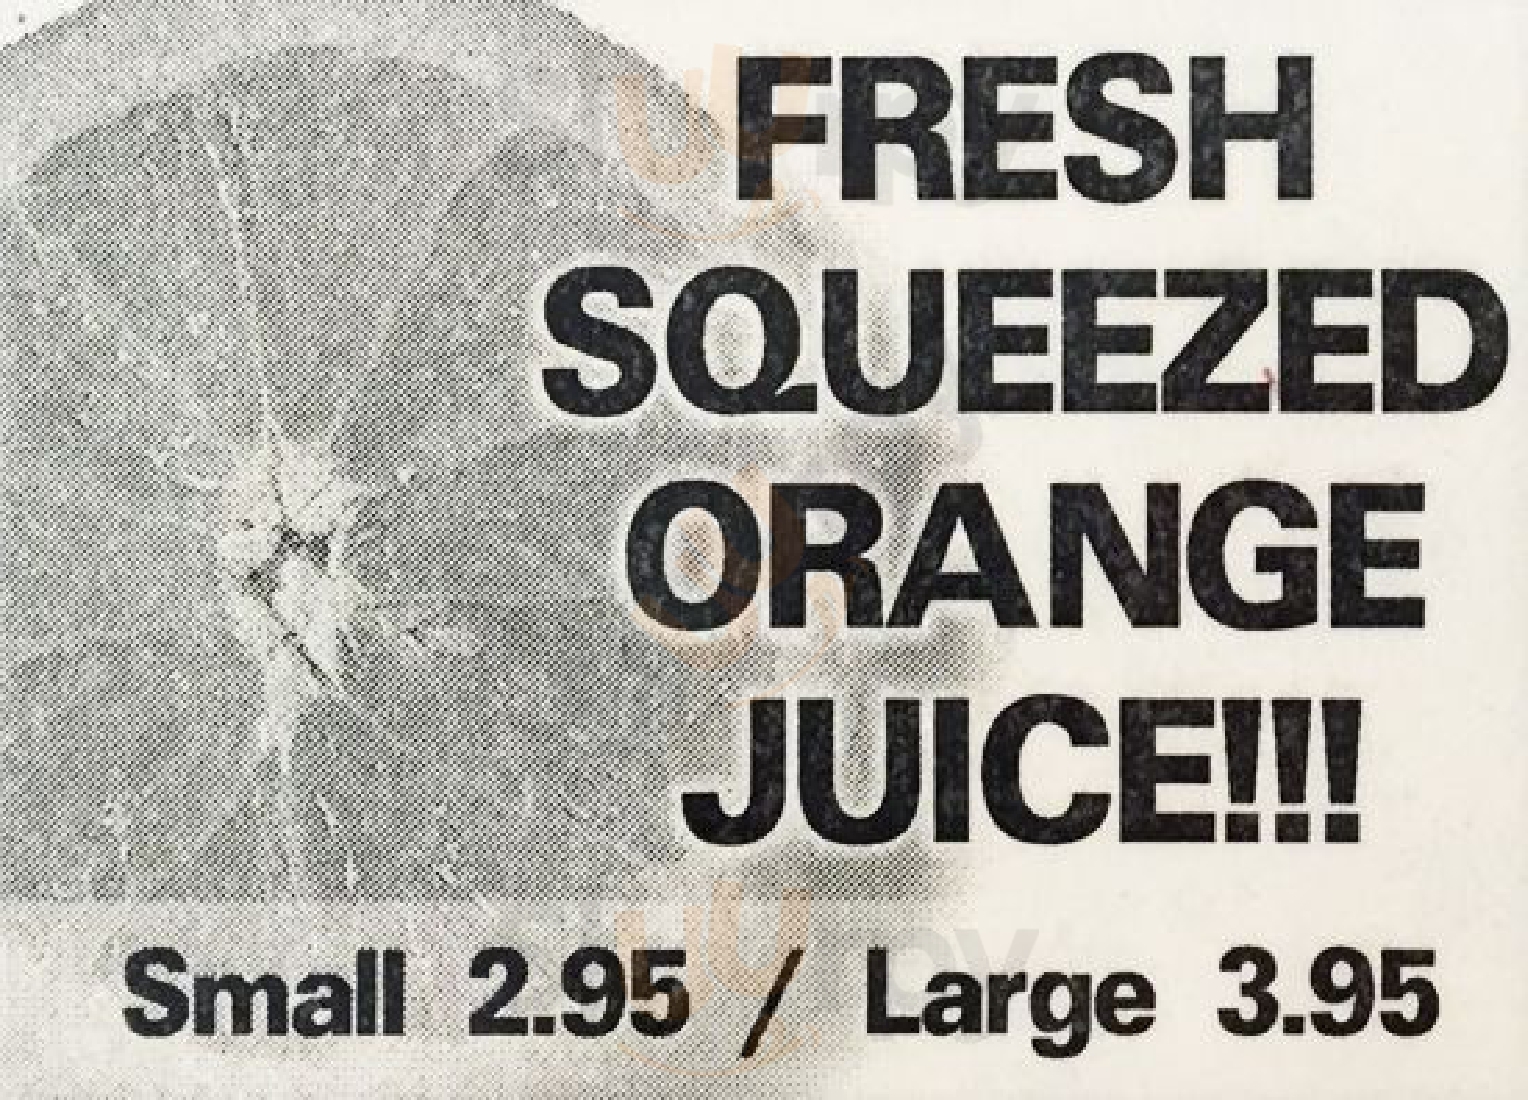 FRESH
SQUEEZED
ORANGE
JUICE!!!
Small 2.95 / Large 3.95